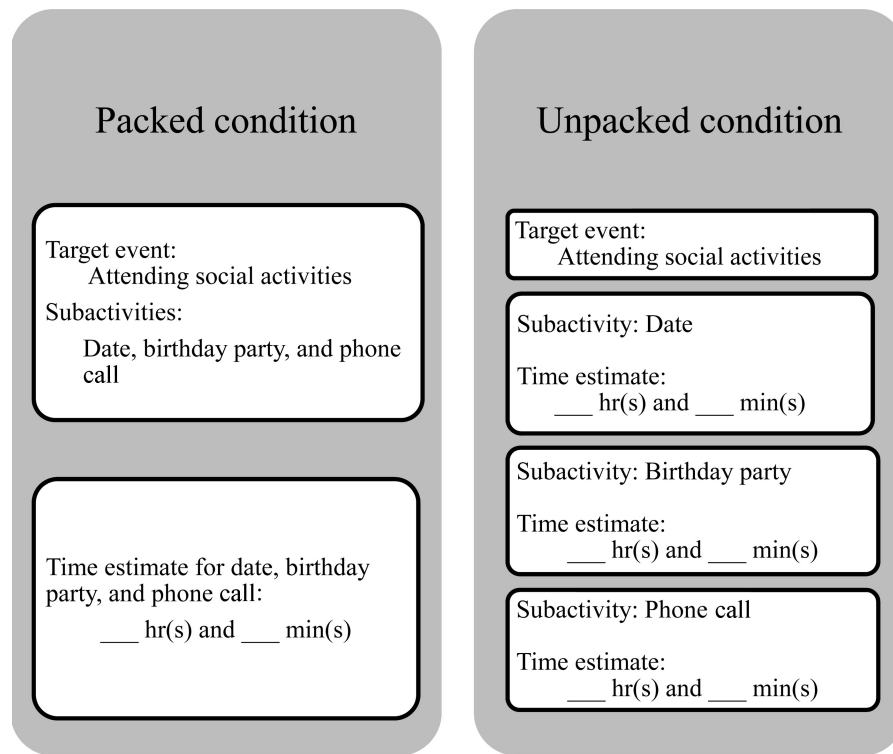 Packed condition
Target event:
Attending social activities
Subactivities:
Date, birthday party, and phone
call
Time estimate for date, birthday
party, and phone call:
___ hr(s) and ___ min(s)
Unpacked condition
Target event:
Attending social activities
Subactivity: Date
Time estimate:
___ hr(s) and ___ min(s)
Subactivity: Birthday party
Time estimate:
___ hr(s) and ___ min(s)
Subactivity: Phone call
Time estimate:
___ hr(s) and ___ min(s)